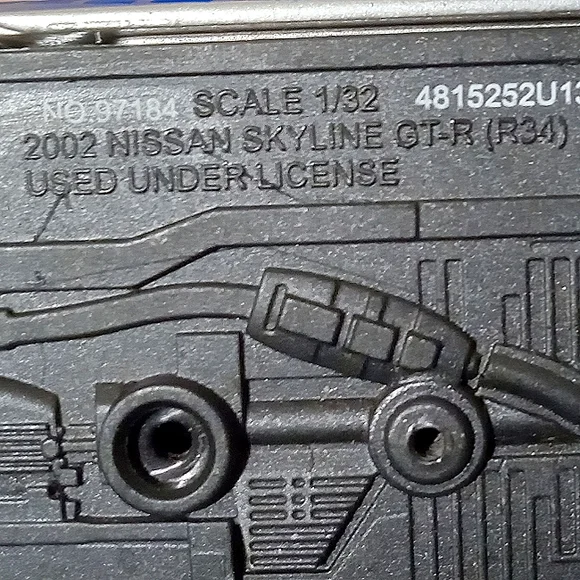 NO.97184 SCALE 1/32 4815252U13
2002 NISSAN SKYLINE GT-R (R34)
USED UNDER LICENSE